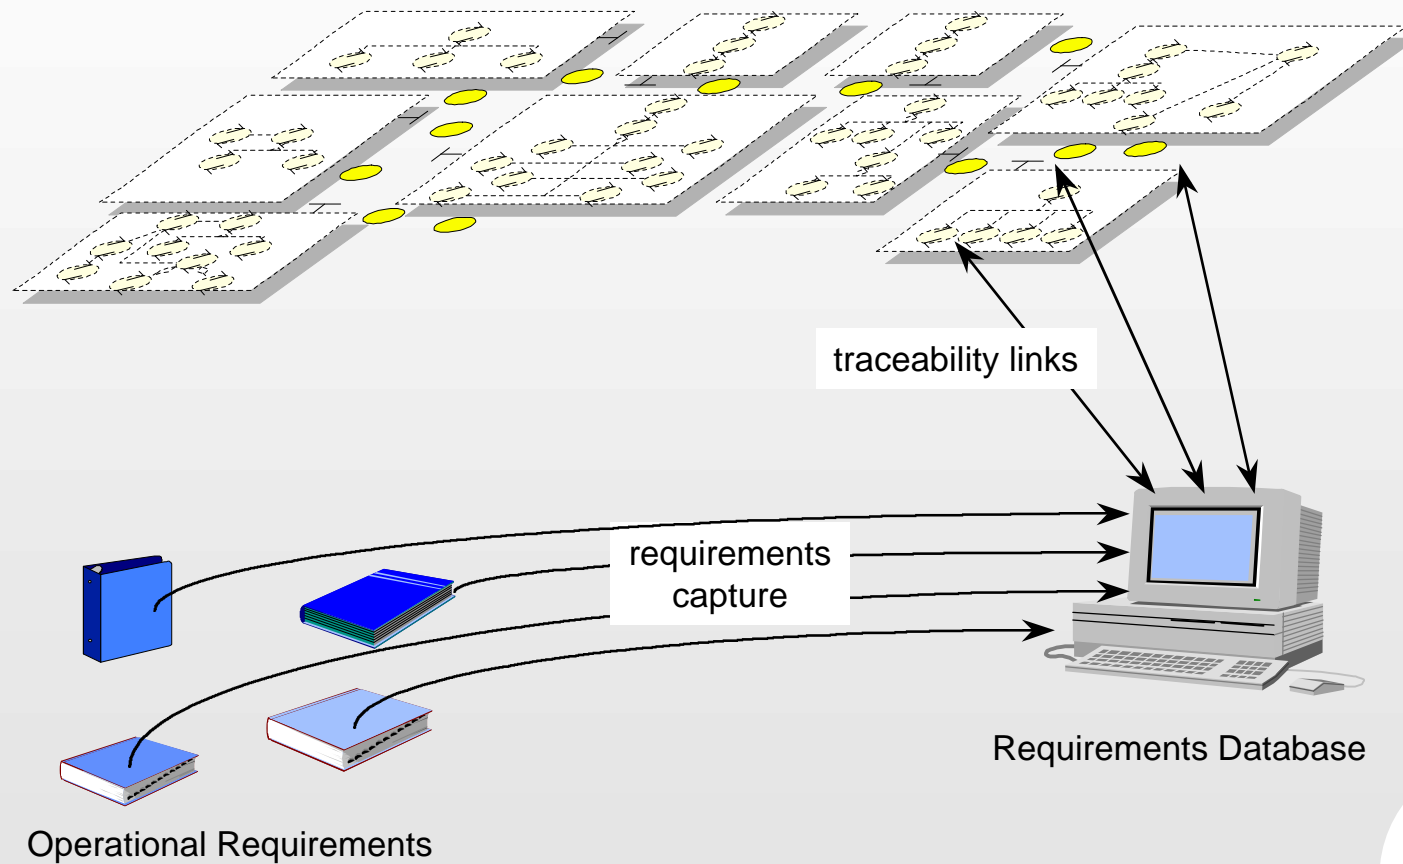 traceability links
requirements
capture
Requirements Database
Operational Requirements